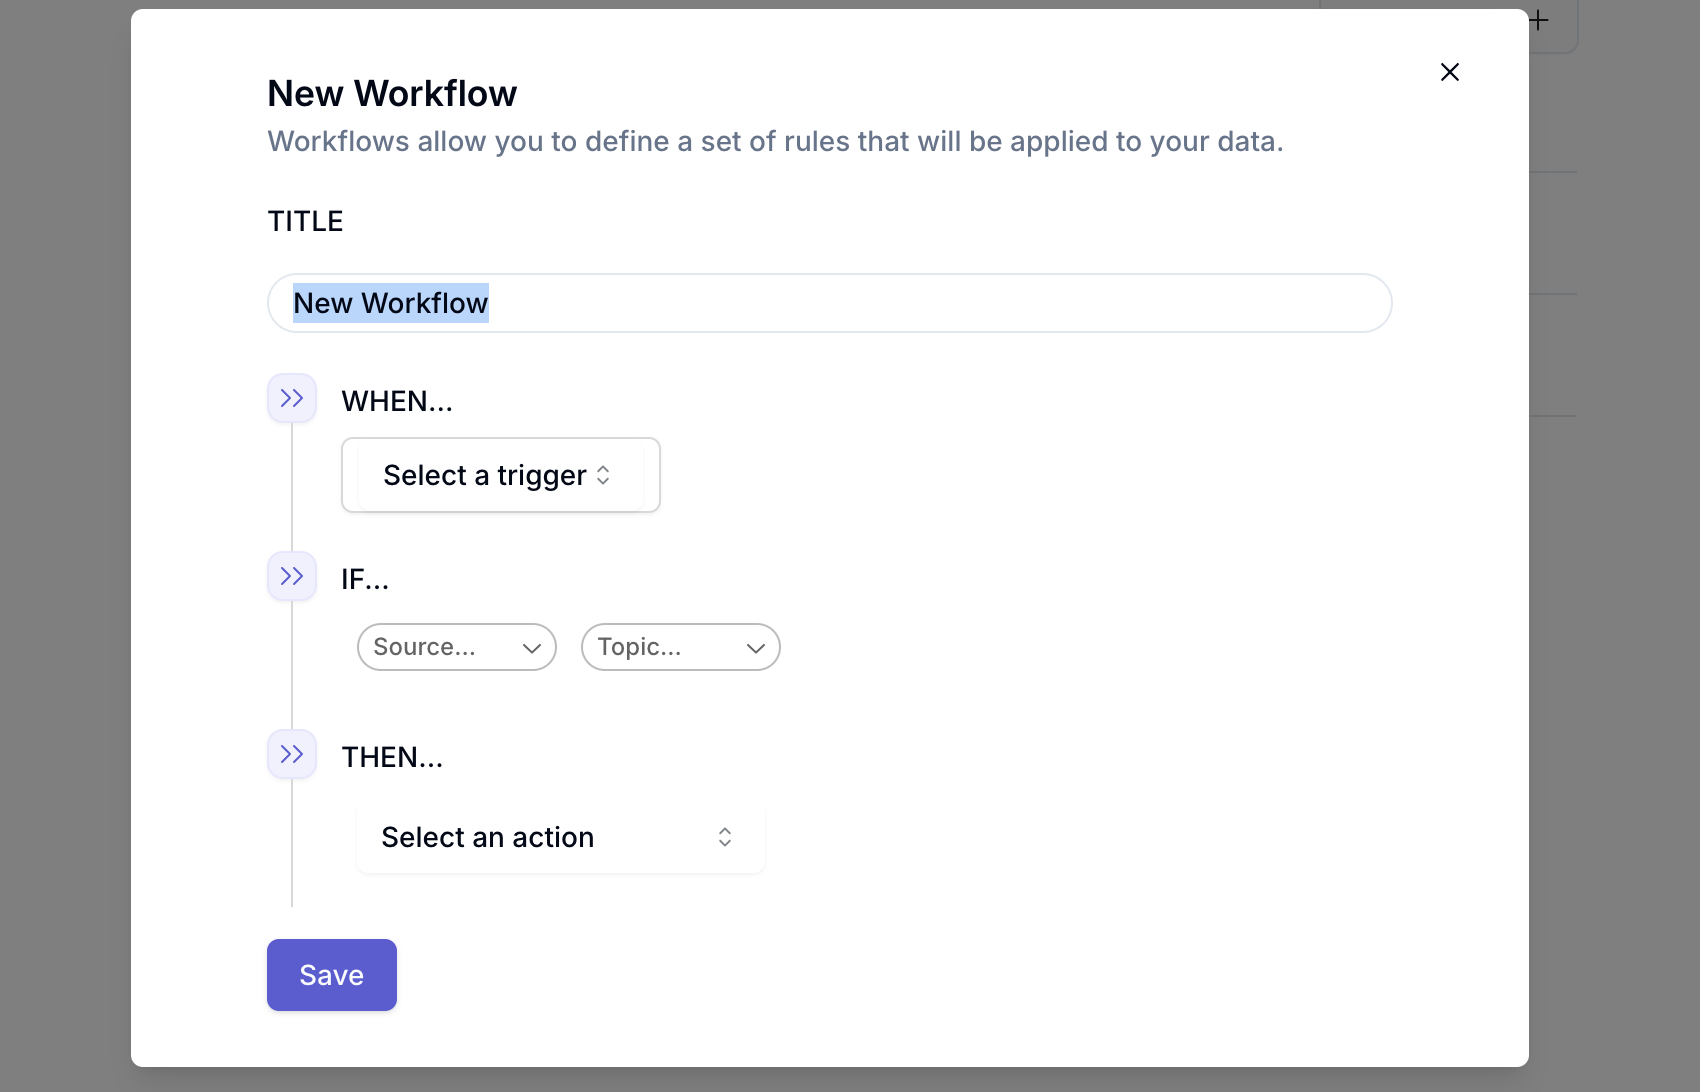 New Workflow
Workflows allow you to define a set of rules that will be applied to your data.
TITLE
New Workflow
WHEN...
Select a trigger
IF...
Source... Topic...
THEN...
Select an action
Save